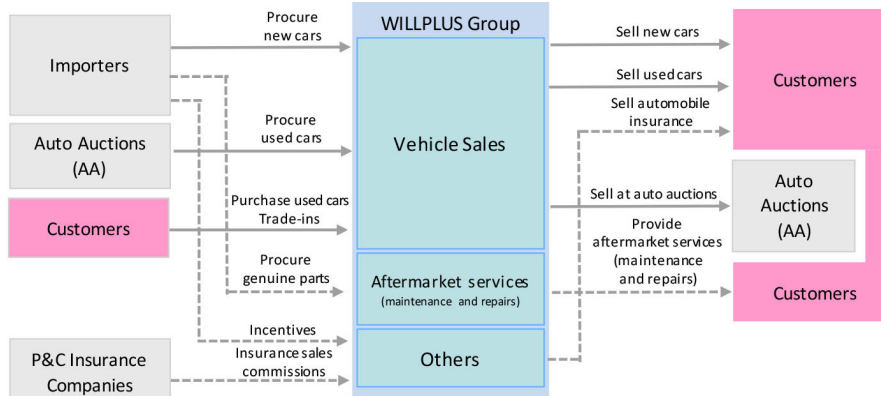 WILLPLUS Group
Importers
Auto Auctions
(AA)
Customers
P&C Insurance
Companies
Procure
new cars
Procure
used cars
Purchase used cars
Trade-ins
Procure
genuine parts
Incentives
Insurance sales
commissions
Vehicle Sales
Aftermarket services
(maintenance and repairs)
Others
Sell new cars
Sell used cars
Sell automobile
insurance
Sell at auto auctions
Provide
aftermarket services
(maintenance
and repairs)
Customers
Auto
Auctions
(AA)
Customers